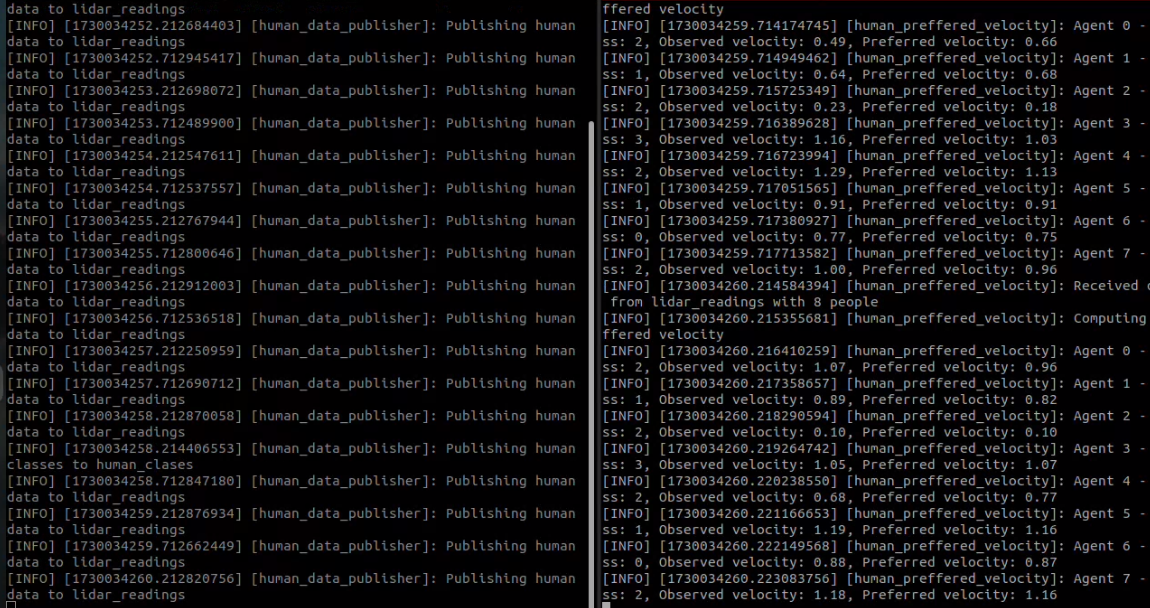 data to lidar_readings
[INFO] [1730034252.212684403] [human_data_publisher]: Publishing human
data to lidar_readings
[INFO] [1730034252.712945417] [human_data_publisher]: Publishing human
data to lidar_readings
[INFO] [1730034253.212698072] [human_data_publisher]: Publishing human
data to lidar_readings
[INFO] [1730034253.712489900] [human_data_publisher]: Publishing human
data to lidar_readings
[INFO] [1730034254.212547611] [human_data_publisher]: Publishing human
data to lidar_readings
[INFO] [1730034254.712537557] [human_data_publisher]: Publishing human
data to lidar_readings
[INFO] [1730034255.212767944] [human_data_publisher]: Publishing human
data to lidar_readings
[INFO] [1730034255.712800646] [human_data_publisher]: Publishing human
data to lidar_readings
[INFO] [1730034256.212912003] [human_data_publisher]: Publishing human
data to lidar_readings
[INFO] [1730034256.712536518] [human_data_publisher]: Publishing human
data to lidar_readings
[INFO] [1730034257.212250959] [human_data_publisher]: Publishing human
data to lidar_readings
[INFO] [1730034257.712690712] [human_data_publisher]: Publishing human
data to lidar_readings
[INFO] [1730034258.212870058] [human_data_publisher]: Publishing human
data to lidar_readings
[INFO] [1730034258.214406553] [human_data_publisher]: Publishing human
classes to human_clases
[INFO] [1730034258.712847180] [human_data_publisher]: Publishing human
data to lidar_readings
[INFO] [1730034259.212876934] [human_data_publisher]: Publishing human
data to lidar_readings
[INFO] [1730034259.712662449] [human_data_publisher]: Publishing human
data to lidar_readings
[INFO] [1730034260.212820756] [human_data_publisher]: Publishing human
data to lidar_readings
ffered velocity
[INFO] [1730034259.714174745] [human_preffered_velocity]: Agent 0 -
ss: 2, Observed velocity: 0.49, Preferred velocity: 0.66
[INFO] [1730034259.714949462] [human_preffered_velocity]: Agent 1 -
ss: 1, Observed velocity: 0.64, Preferred velocity: 0.68
[INFO] [1730034259.715725349] [human_preffered_velocity]: Agent 2 -
ss: 2, Observed velocity: 0.23, Preferred velocity: 0.18
[INFO] [1730034259.716389628] [human_preffered_velocity]: Agent 3 -
ss: 3, Observed velocity: 1.16, Preferred velocity: 1.03
[INFO] [1730034259.716723994] [human_preffered_velocity]: Agent 4 -
ss: 2, Observed velocity: 1.29, Preferred velocity: 1.13
[INFO] [1730034259.717051565] [human_preffered_velocity]: Agent 5 -
ss: 1, Observed velocity: 0.91, Preferred velocity: 0.91
[INFO] [1730034259.717380927] [human_preffered_velocity]: Agent 6 -
ss: 0, Observed velocity: 0.77, Preferred velocity: 0.75
[INFO] [1730034259.717713582] [human_preffered_velocity]: Agent 7 -
ss: 2, Observed velocity: 1.00, Preferred velocity: 0.96
[INFO] [1730034260.214584394] [human_preffered_velocity]: Received
from lidar_readings with 8 people
[INFO] [1730034260.215355681] [human_preffered_velocity]: Computing
ffered velocity
[INFO] [1730034260.216410259] [human_preffered_velocity]: Agent 0 -
ss: 2, Observed velocity: 1.07, Preferred velocity: 0.96
[INFO] [1730034260.217358657] [human_preffered_velocity]: Agent 1 -
ss: 1, Observed velocity: 0.89, Preferred velocity: 0.82
[INFO] [1730034260.218290594] [human_preffered_velocity]: Agent 2 -
ss: 2, Observed velocity: 0.10, Preferred velocity: 0.10
[INFO] [1730034260.219264742] [human_preffered_velocity]: Agent 3 -
ss: 3, Observed velocity: 1.05, Preferred velocity: 1.07
[INFO] [1730034260.220238550] [human_preffered_velocity]: Agent 4 -
ss: 2, Observed velocity: 0.68, Preferred velocity: 0.77
[INFO] [1730034260.221166653] [human_preffered_velocity]: Agent 5 -
ss: 1, Observed velocity: 1.19, Preferred velocity: 1.16
[INFO] [1730034260.222149568] [human_preffered_velocity]: Agent 6 -
ss: 0, Observed velocity: 0.88, Preferred velocity: 0.87
[INFO] [1730034260.223083756] [human_preffered_velocity]: Agent 7 -
ss: 2, Observed velocity: 1.18, Preferred velocity: 1.16